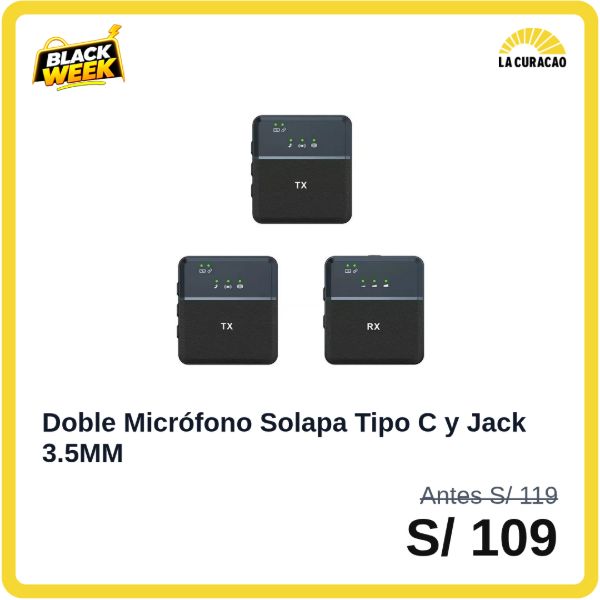 BLACK
WEEK
LA CURACAO
TX
TX
RX
Doble Micrófono Solapa Tipo C y Jack
3.5MM
Antes S/ 119
S/ 109